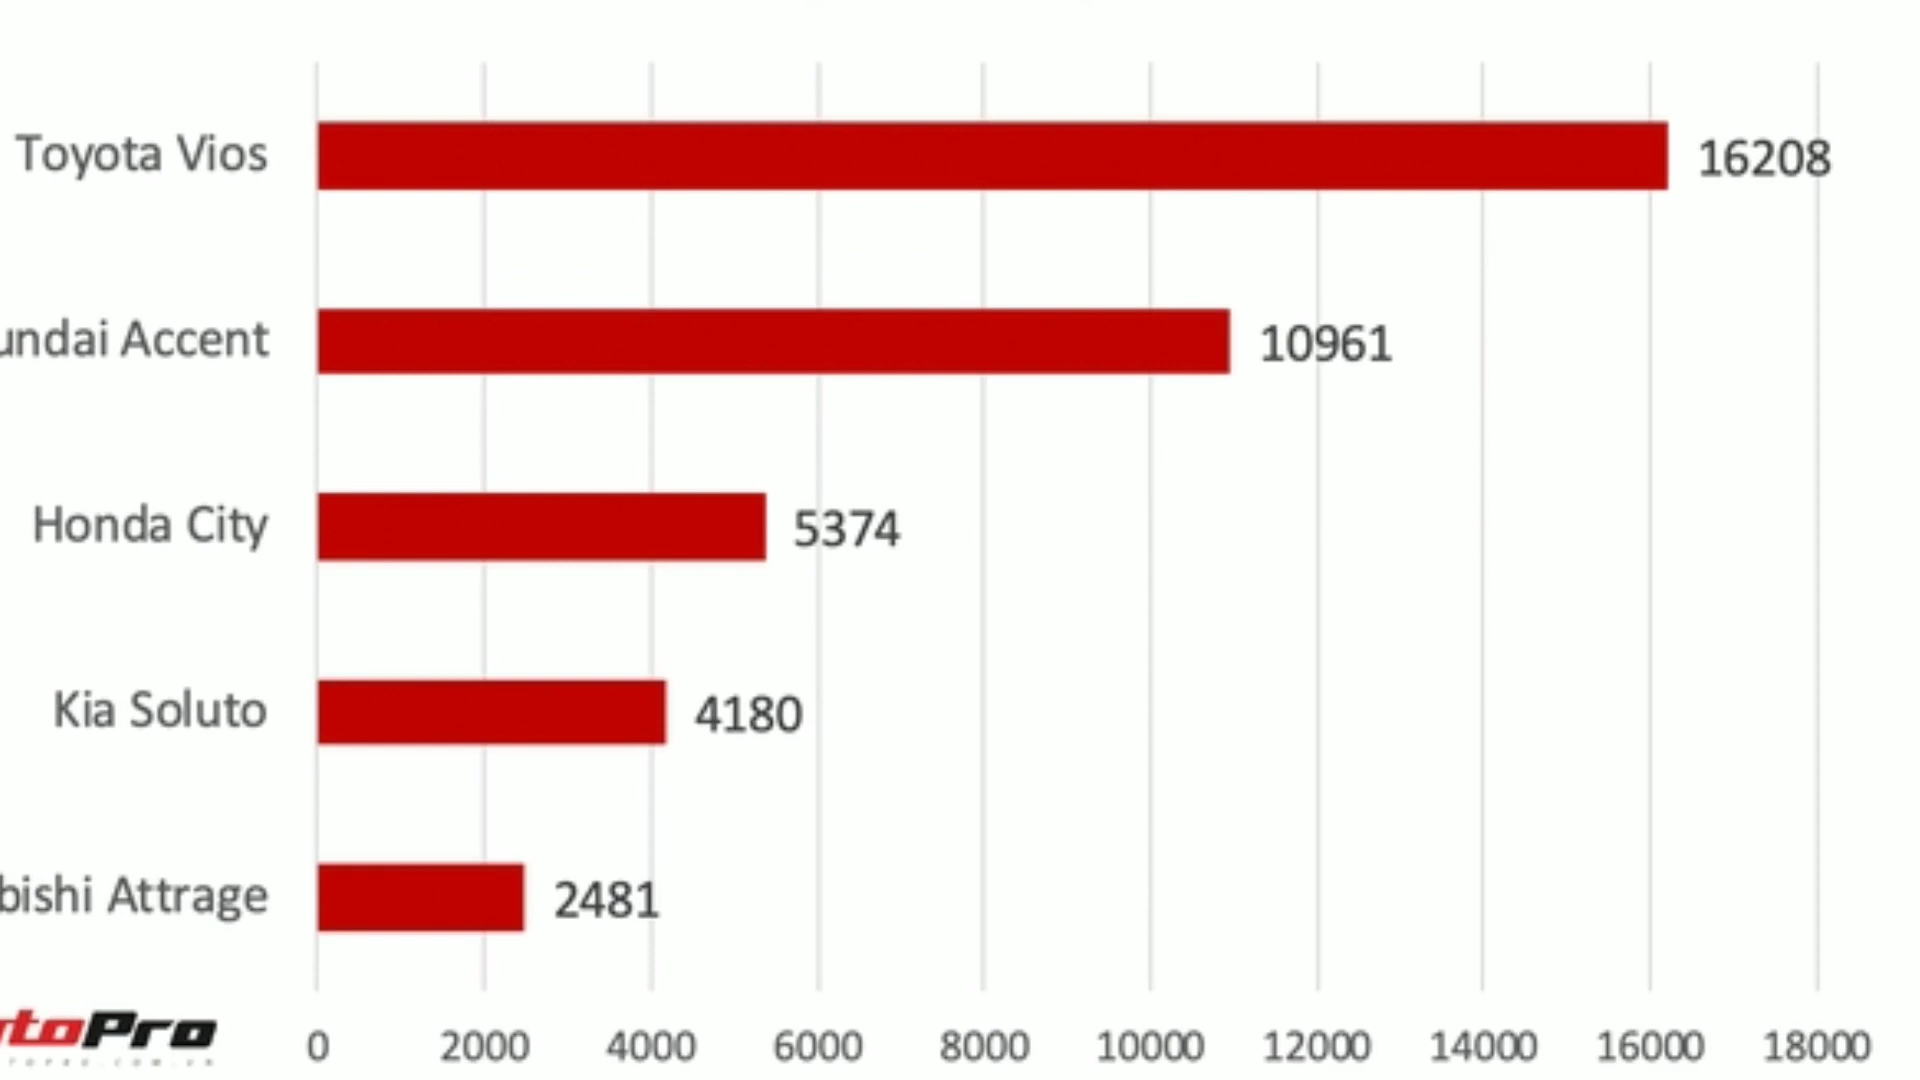 Toyota Vios 16208
undai Accent 10961
Honda City 5374
Kia Soluto 4180
bishi Attrage 2481
toPro
0 2000 4000 6000 8000 10000 12000 14000 16000 18000